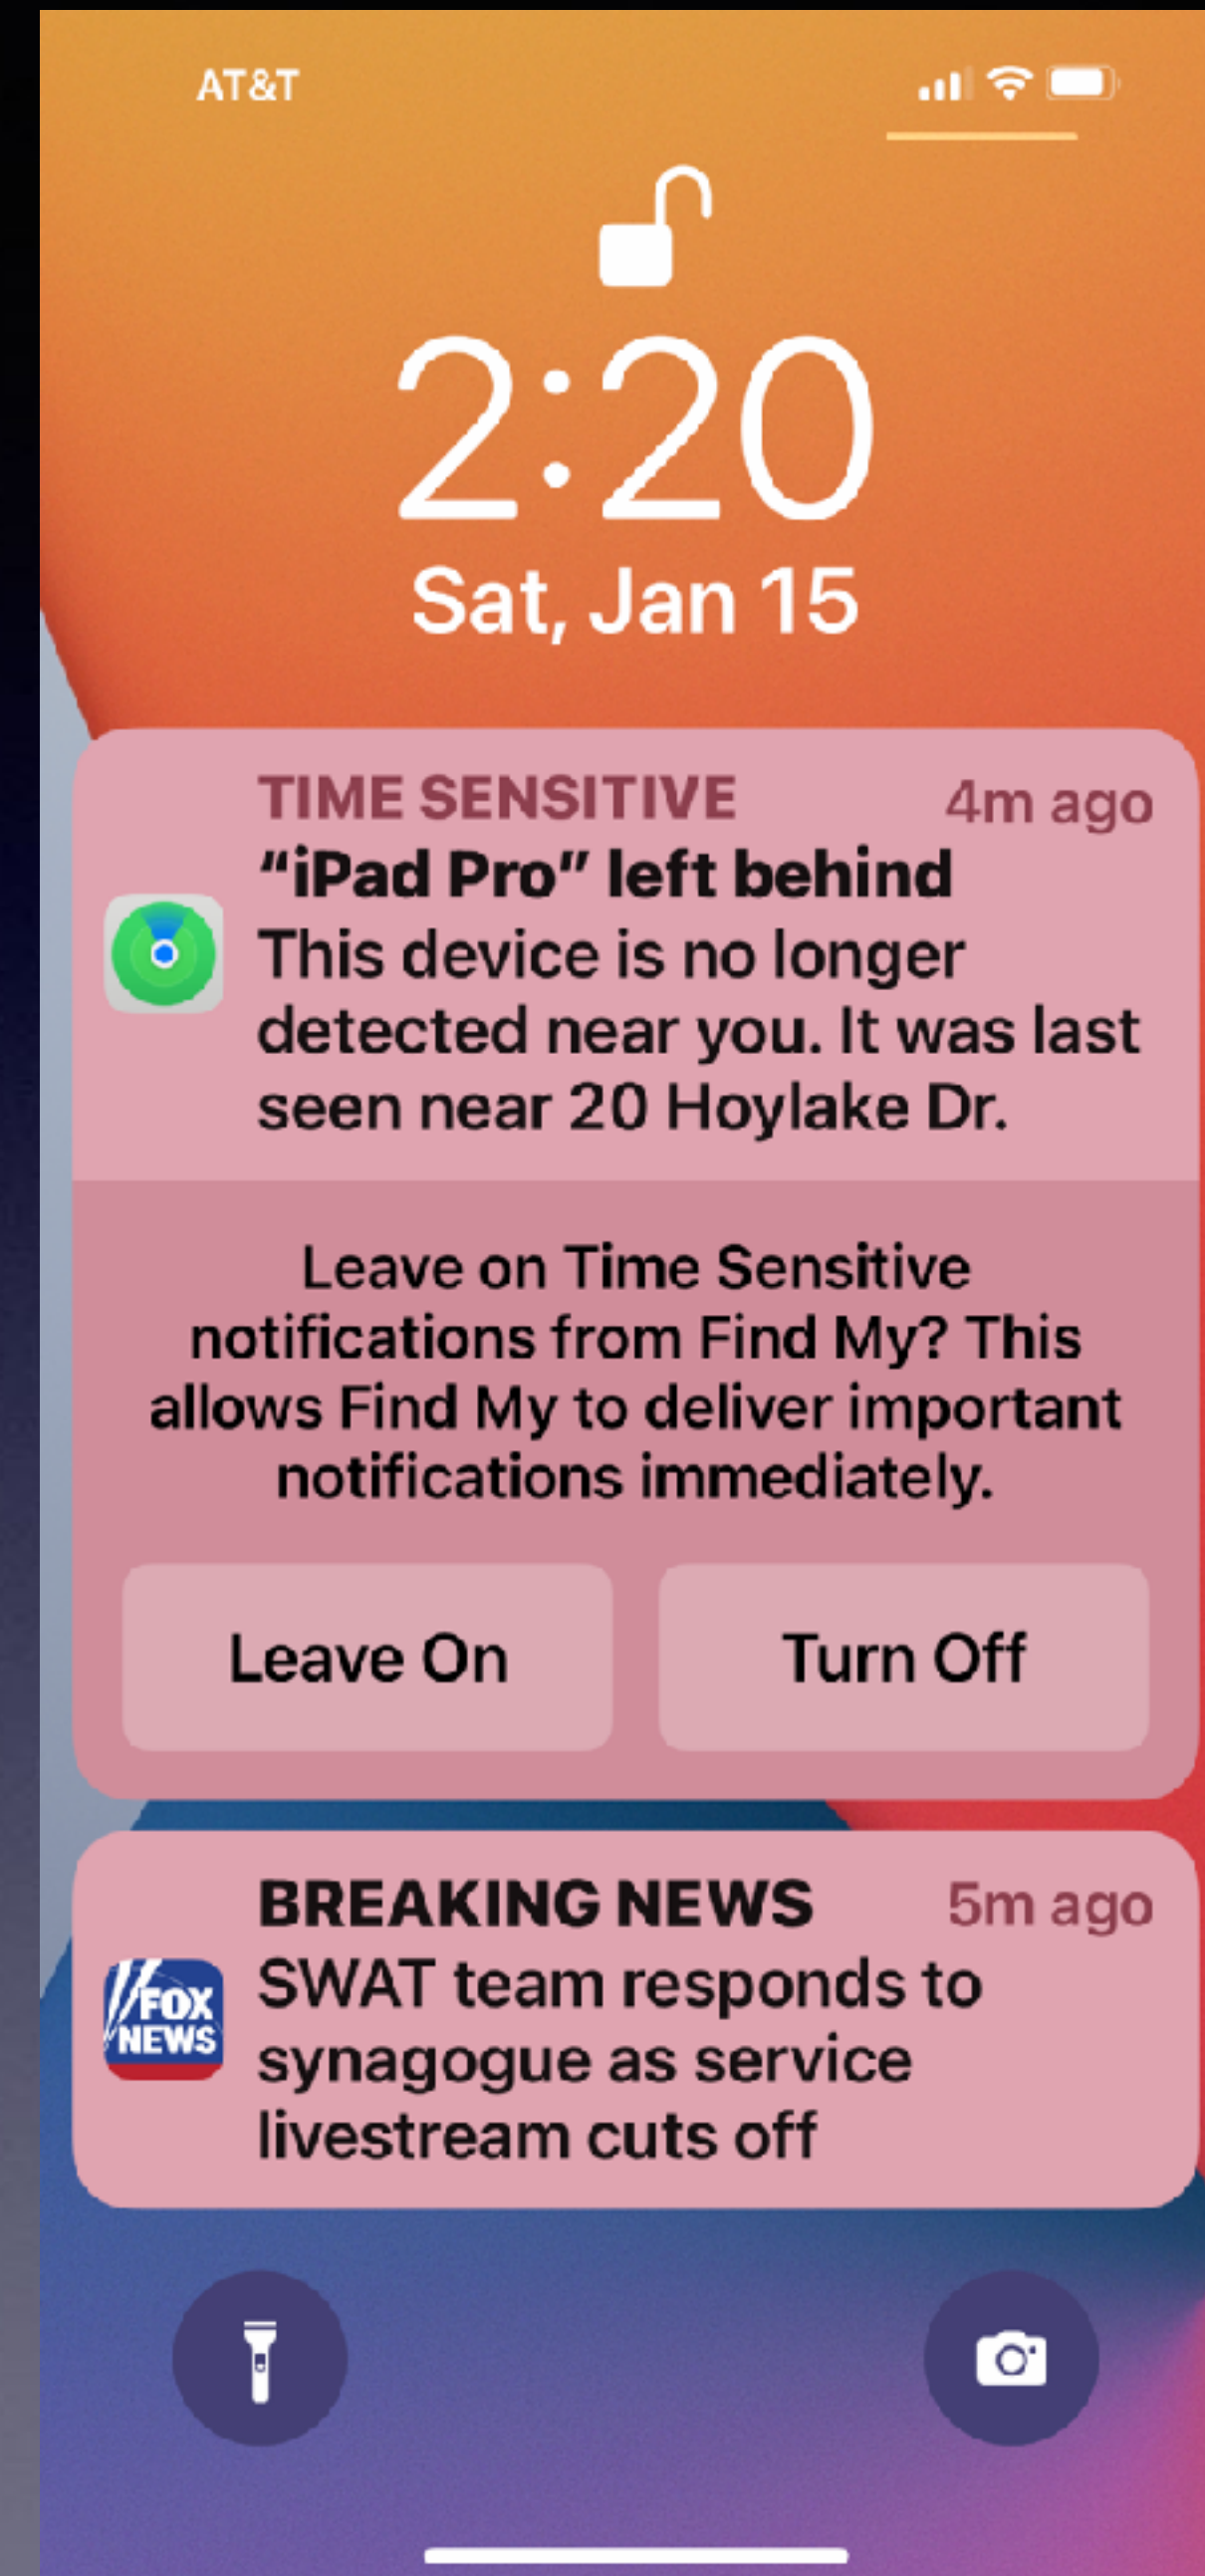 AT&T
2:20
Sat, Jan 15
TIME SENSITIVE 4m ago
“iPad Pro” left behind
This device is no longer
detected near you. It was last
seen near 20 Hoylake Dr.
Leave on Time Sensitive
notifications from Find My? This
allows Find My to deliver important
notifications immediately.
Leave On Turn Off
BREAKING NEWS 5m ago
FOX
NEWS
SWAT team responds to
synagogue as service
livestream cuts off